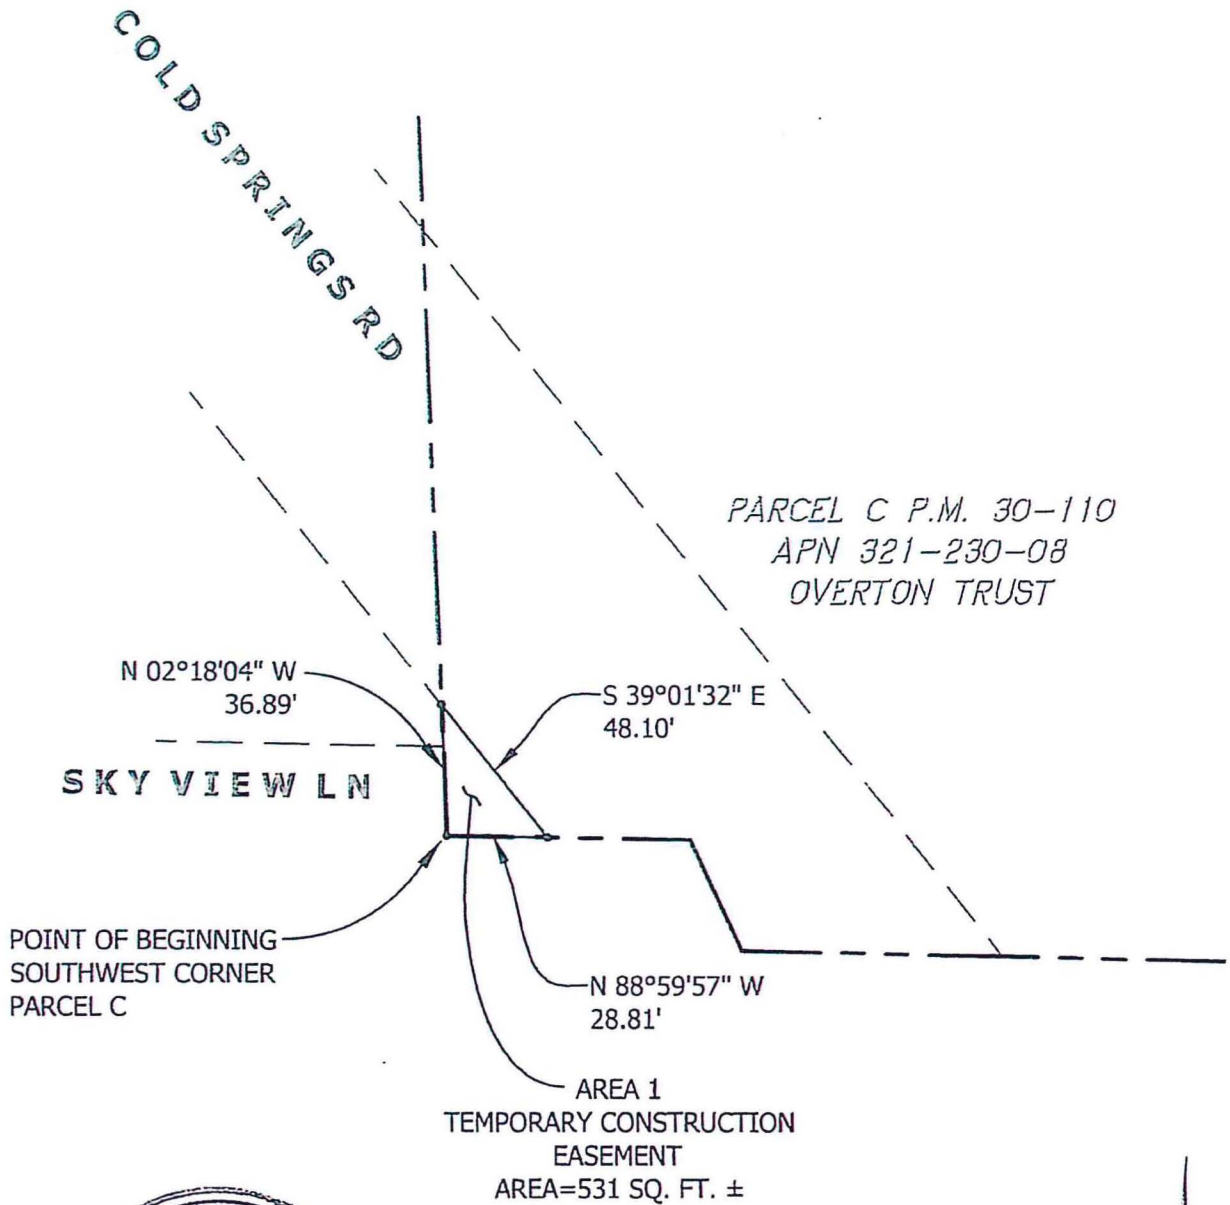 COLD SPRINGS RD
PARCEL C P.M. 30-110
APN 321-230-08
OVERTON TRUST
N 02°18'04" W
36.89'
S 39°01'32" E
48.10'
SKY VIEW LN
POINT OF BEGINNING
SOUTHWEST CORNER
PARCEL C
N 88°59'57" W
28.81'
AREA 1
TEMPORARY CONSTRUCTION
EASEMENT
AREA=531 SQ. FT. ±